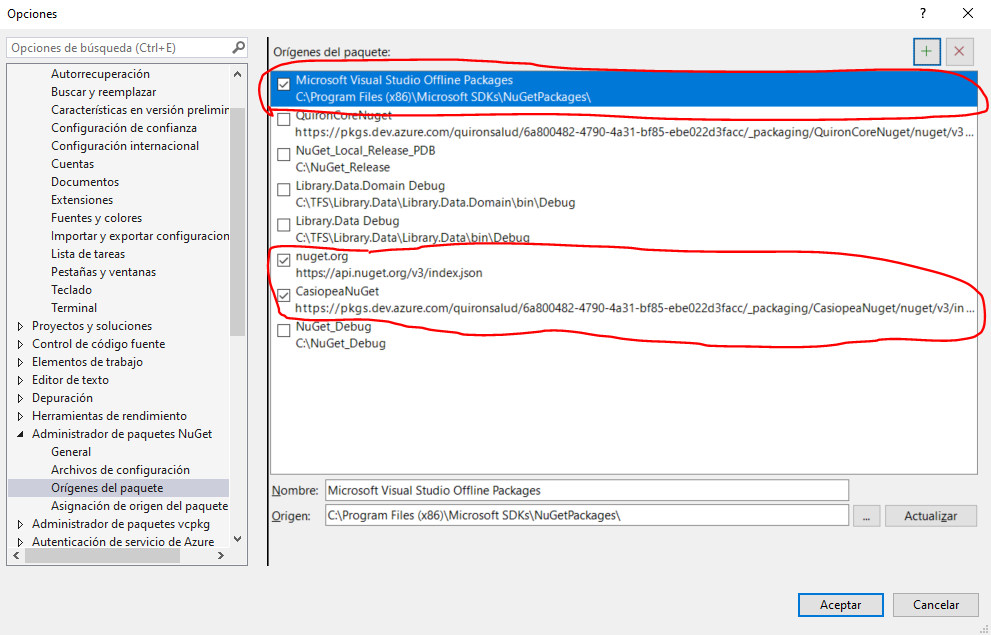 Opciones
?
Opciones de búsqueda (Ctrl+E)
Autorrecuperación
Buscar y reemplazar
Características en versión prelimir
Configuración de confianza
Configuración internacional
Cuentas
Documentos
Extensiones
Fuentes y colores
Importar y exportar configuracion
Lista de tareas
Pestañas y ventanas
Teclado
Terminal
Proyectos y soluciones
Control de código fuente
Elementos de trabajo
Editor de texto
Depuración
Herramientas de rendimiento
Administrador de paquetes NuGet
General
Archivos de configuración
Orígenes del paquete
Asignación de origen del paquete
Administrador de paquetes vcpkg
Autenticación de servicio de Azure
Orígenes del paquete:
Microsoft Visual Studio Offline Packages
C:\Program Files (x86)\Microsoft SDKs\NuGetPackages\
QuironCoreNuget
https://pkgs.dev.azure.com/quironsalud/6a800482-4790-4a31-bf85-ebe022d3facc/_packaging/QuironCoreNuget/nuget/v3...
NuGet_Local_Release_PDB
C:\NuGet_Release
Library.Data.Domain Debug
C:\TFS\Library.Data\Library.Data.Domain\bin\Debug
Library.Data Debug
C:\TFS\Library.Data\Library.Data\bin\Debug
nuget.org
https://api.nuget.org/v3/index.json
CasiopeaNuGet
https://pkgs.dev.azure.com/quironsalud/6a800482-4790-4a31-bf85-ebe022d3facc/_packaging/CasiopeaNuget/nuget/v3/in...
NuGet_Debug
C:\NuGet_Debug
Nombre: Microsoft Visual Studio Offline Packages
Origen: C:\Program Files (x86)\Microsoft SDKs\NuGetPackages\ ... Actualizar
Aceptar Cancelar